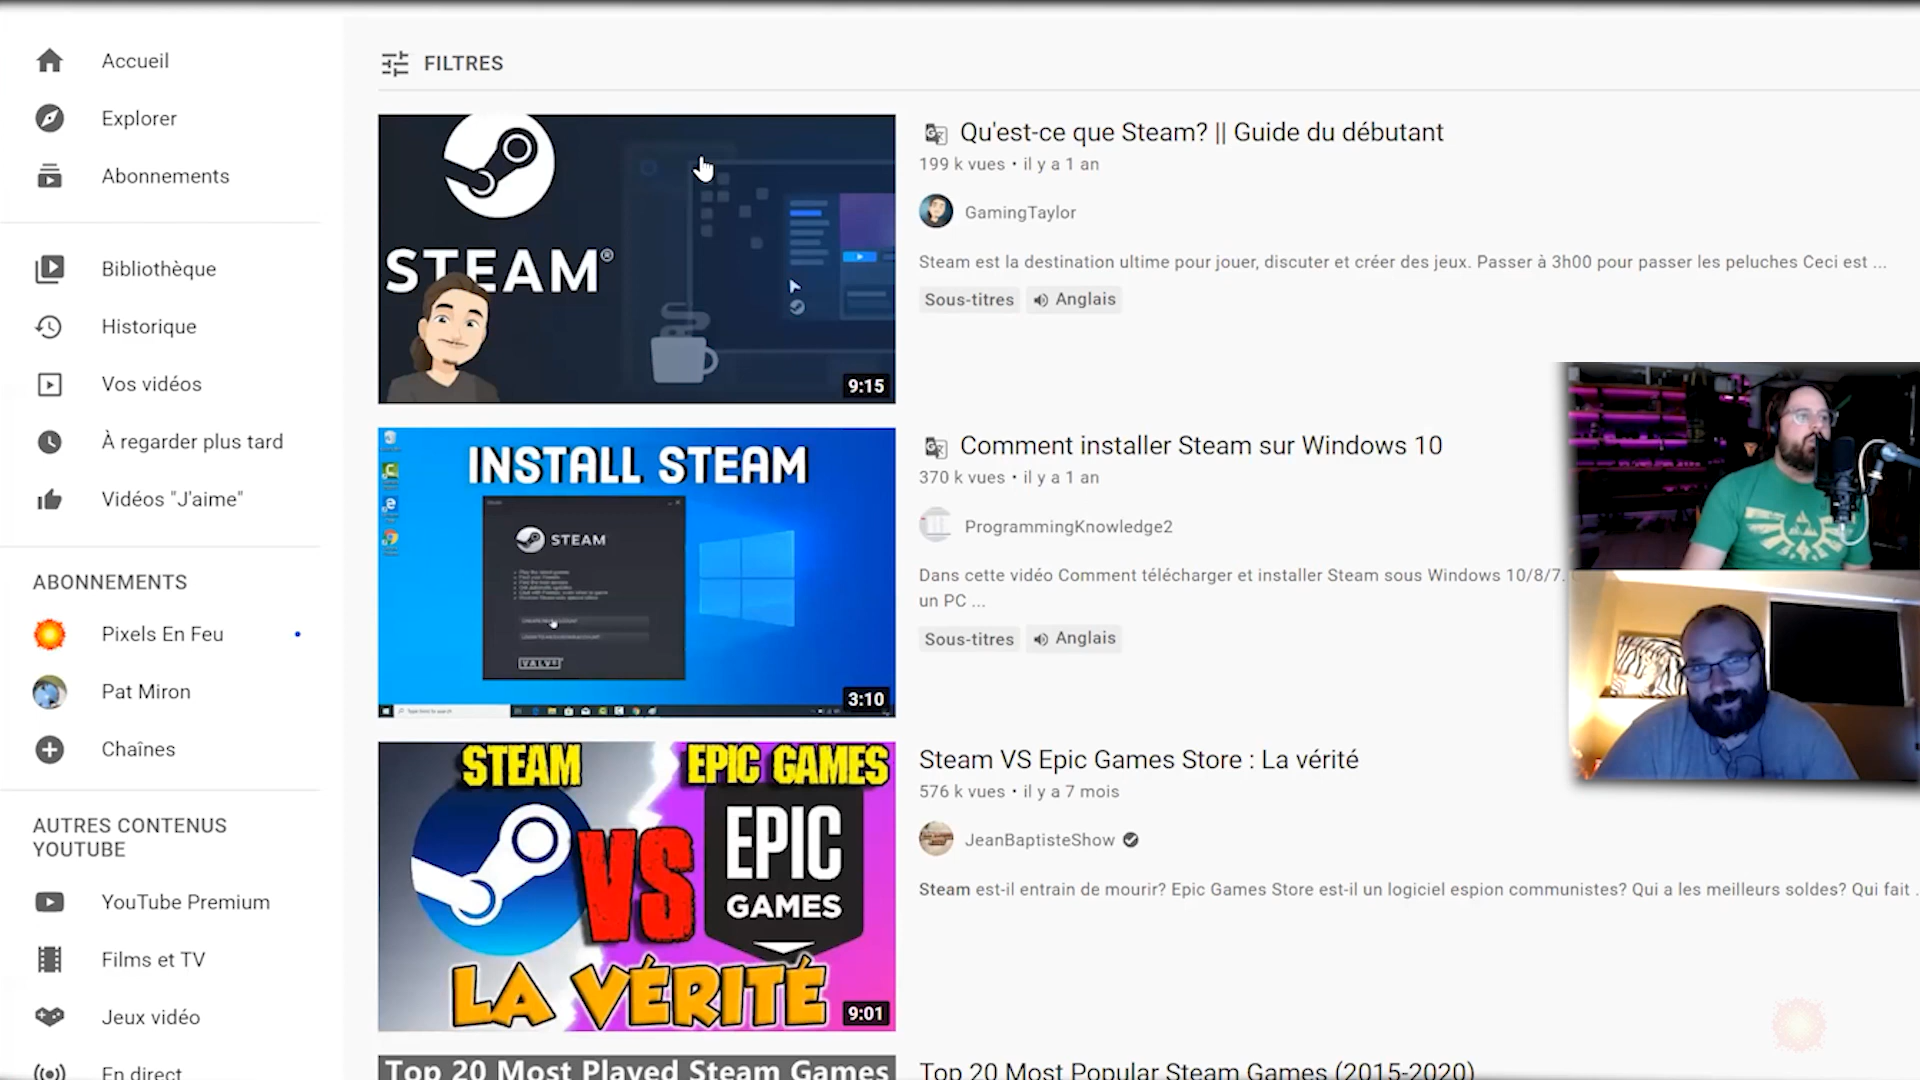 Accueil
Explorer
Abonnements
Bibliothèque
Historique
Vos vidéos
À regarder plus tard
Vidéos "J'aime"
ABONNEMENTS
Pixels En Feu
Pat Miron
Chaînes
AUTRES CONTENUS
YOUTUBE
YouTube Premium
Films et TV
Jeux vidéo
En direct
FILTRES
STEAM®
9:15
Qu'est-ce que Steam? || Guide du débutant
199 k vues • il y a 1 an
GamingTaylor
Steam est la destination ultime pour jouer, discuter et créer des jeux. Passer à 3h00 pour passer les peluches Ceci est ...
Sous-titres
Anglais
INSTALL STEAM
STEAM
VALVE
3:10
Comment installer Steam sur Windows 10
370 k vues • il y a 1 an
ProgrammingKnowledge2
Dans cette vidéo Comment télécharger et installer Steam sous Windows 10/8/7.
un PC ...
Sous-titres
Anglais
STEAM
EPIC GAMES
VS
EPIC
GAMES
LA VÉRITÉ
9:01
Steam VS Epic Games Store : La vérité
576 k vues • il y a 7 mois
JeanBaptisteShow
Steam est-il entrain de mourir? Epic Games Store est-il un logiciel espion communistes? Qui a les meilleurs soldes? Qui fait .
Top 20 Most Played Steam Games
Top 20 Most Popular Steam Games (2015-2020)